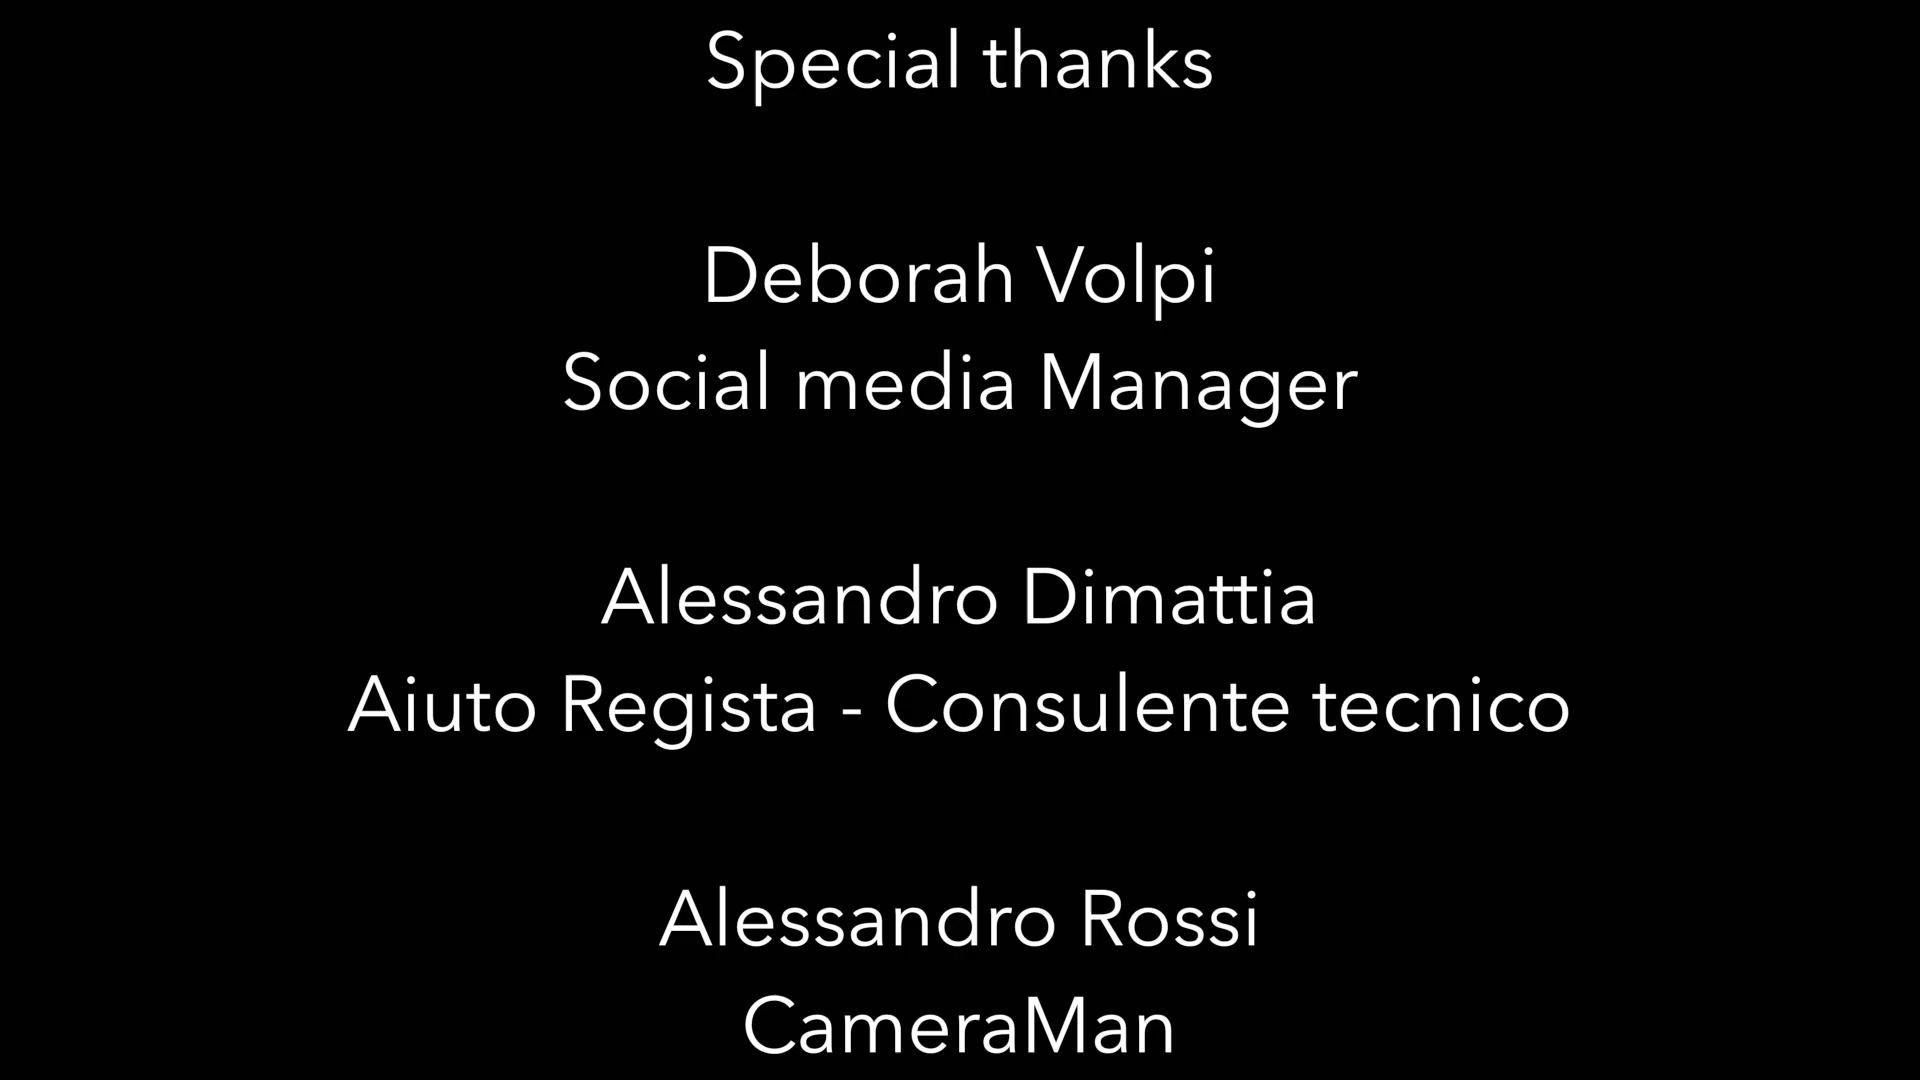 Special thanks
Deborah Volpi
Social media Manager
Alessandro Dimattia
Aiuto Regista - Consulente tecnico
Alessandro Rossi
CameraMan